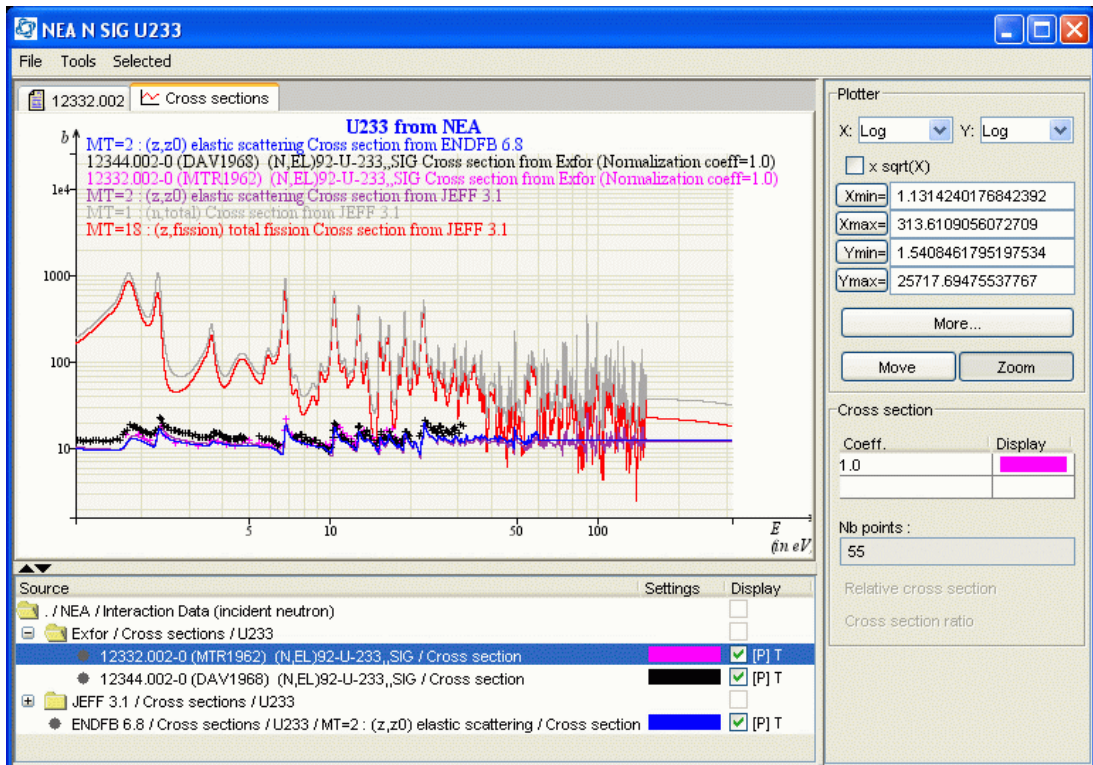 NEA N SIG U233
File Tools Selected
12332.002 Cross sections
U233 from NEA
b
MT=2 : (z,z0) elastic scattering Cross section from ENDFB 6.8
12344.002-0 (DAV1968) (N,EL)92-U-233,,SIG Cross section from Exfor (Normalization coeff=1.0)
12332.002-0 (MTR1962) (N,EL)92-U-233,,SIG Cross section from Exfor (Normalization coeff=1.0)
1e4
MT=2 : (z,z0) elastic scattering Cross section from JEFF 3.1
MT=1 : (n,total) Cross section from JEFF 3.1
MT=18 : (z,fission) total fission Cross section from JEFF 3.1
1000
100
10
5 10 50 100 E
(in eV)
Source Settings Display
. / NEA / Interaction Data (incident neutron)
Exfor / Cross sections / U233
12332.002-0 (MTR1962) (N,EL)92-U-233,,SIG / Cross section [P] T
12344.002-0 (DAV1968) (N,EL)92-U-233,,SIG / Cross section [P] T
JEFF 3.1 / Cross sections / U233
ENDFB 6.8 / Cross sections / U233 / MT=2 : (z,z0) elastic scattering / Cross section [P] T
Plotter
X: Log Y: Log
x sqrt(X)
Xmin= 1.1314240176842392
Xmax= 313.6109056072709
Ymin= 1.5408461795197534
Ymax= 25717.69475537767
More...
Move Zoom
Cross section
Coeff. Display
1.0
Nb points :
55
Relative cross section
Cross section ratio